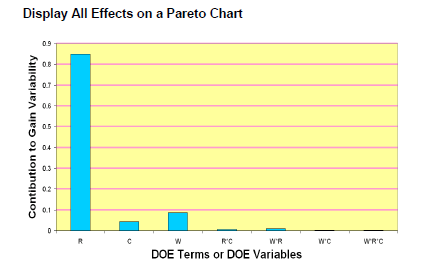 Display All Effects on a Pareto Chart
Contibution to Gain Variability
0.9
0.8
0.7
0.6
0.5
0.4
0.3
0.2
0.1
0
R C W R'C W'R W'C W'R'C
DOE Terms or DOE Variables